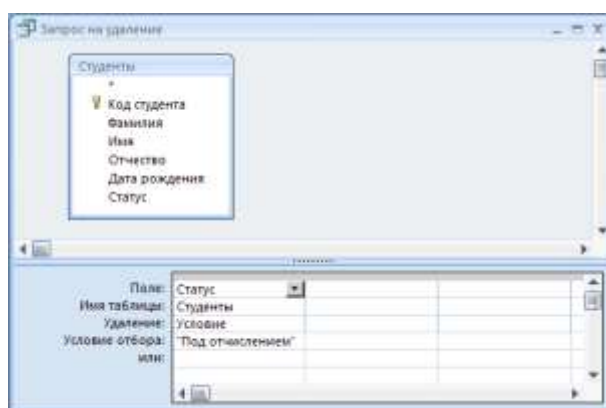 Запрос на удаление
Студенты
*
Код студента
Фамилия
Имя
Отчество
Дата рождения
Статус
Поле: Статус
Имя таблицы: Студенты
Удаление: Условие
Условие отбора: "Под отчислением"
или: